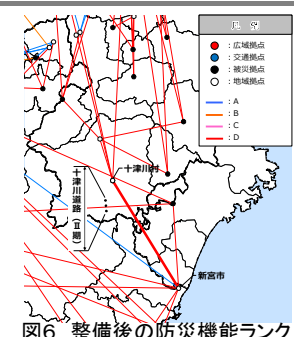 凡 例
：広域拠点
：交通拠点
：被災拠点
：地域拠点
：A
：B
：C
：D
十津川村
十津川道路（Ⅱ期）
新宮市
図6 整備後の防災機能ランク